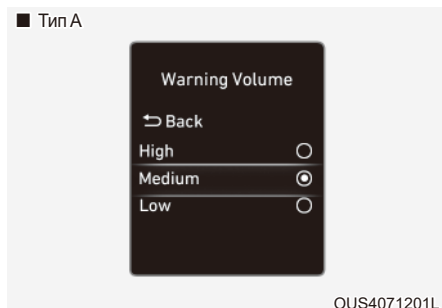 ■ Тип A
Warning Volume
Back
High
Medium
Low
OUS4071201L